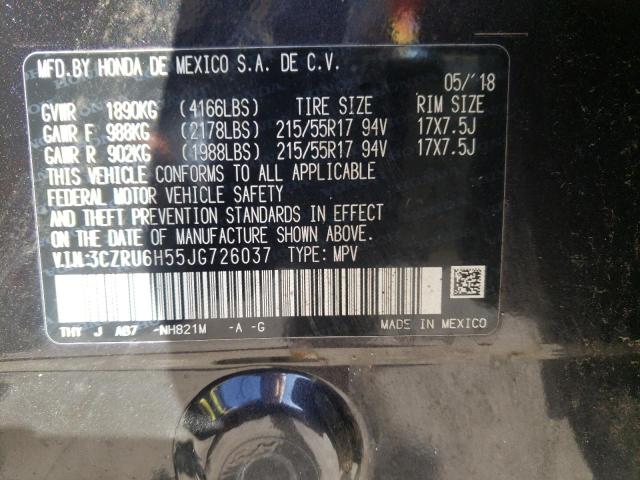 MFD.BY HONDA DE MEXICO S.A. DE C.V.
05/'18
GVWR 1890KG (4166LBS) TIRE SIZE RIM SIZE
GAWR F 988KG (2178LBS) 215/55R17 94V 17X7.5J
GAWR R 902KG (1988LBS) 215/55R17 94V 17X7.5J
THIS VEHICLE CONFORMS TO ALL APPLICABLE
FEDERAL MOTOR VEHICLE SAFETY
AND THEFT PREVENTION STANDARDS IN EFFECT
ON THE DATE OF MANUFACTURE SHOWN ABOVE.
V.I.N:3CZRU6H55JG726037 TYPE: MPV
THY J AB7 -NH821M -A -G MADE IN MEXICO